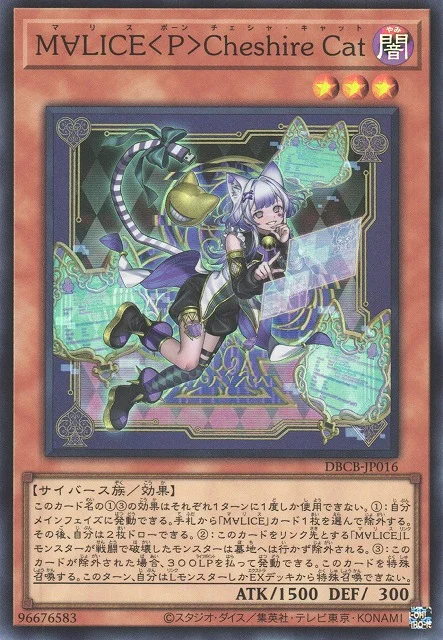 マリスポーンチェシャ・キャット
M∀LICE<P>Cheshire Cat
闇
DBCB-JP016
【サイバース族／効果】
このカード名の①③の効果はそれぞれ1ターンに1度しか使用できない。①：自分
メインフェイズに発動できる。手札から「M∀LICE」カード1枚を選んで除外する。
その後、自分は2枚ドローできる。②：このカードをリンク先とする「M∀LICE」L
モンスターが戦闘で破壊したモンスターは墓地へは行かず除外される。③：この
カードが除外された場合、300LPを払って発動できる。このカードを特殊
召喚する。このターン、自分はLモンスターしかEXデッキから特殊召喚できない。
ATK/1500 DEF/ 300
96676583 ©スタジオ・ダイス／集英社・テレビ東京・KONAMI